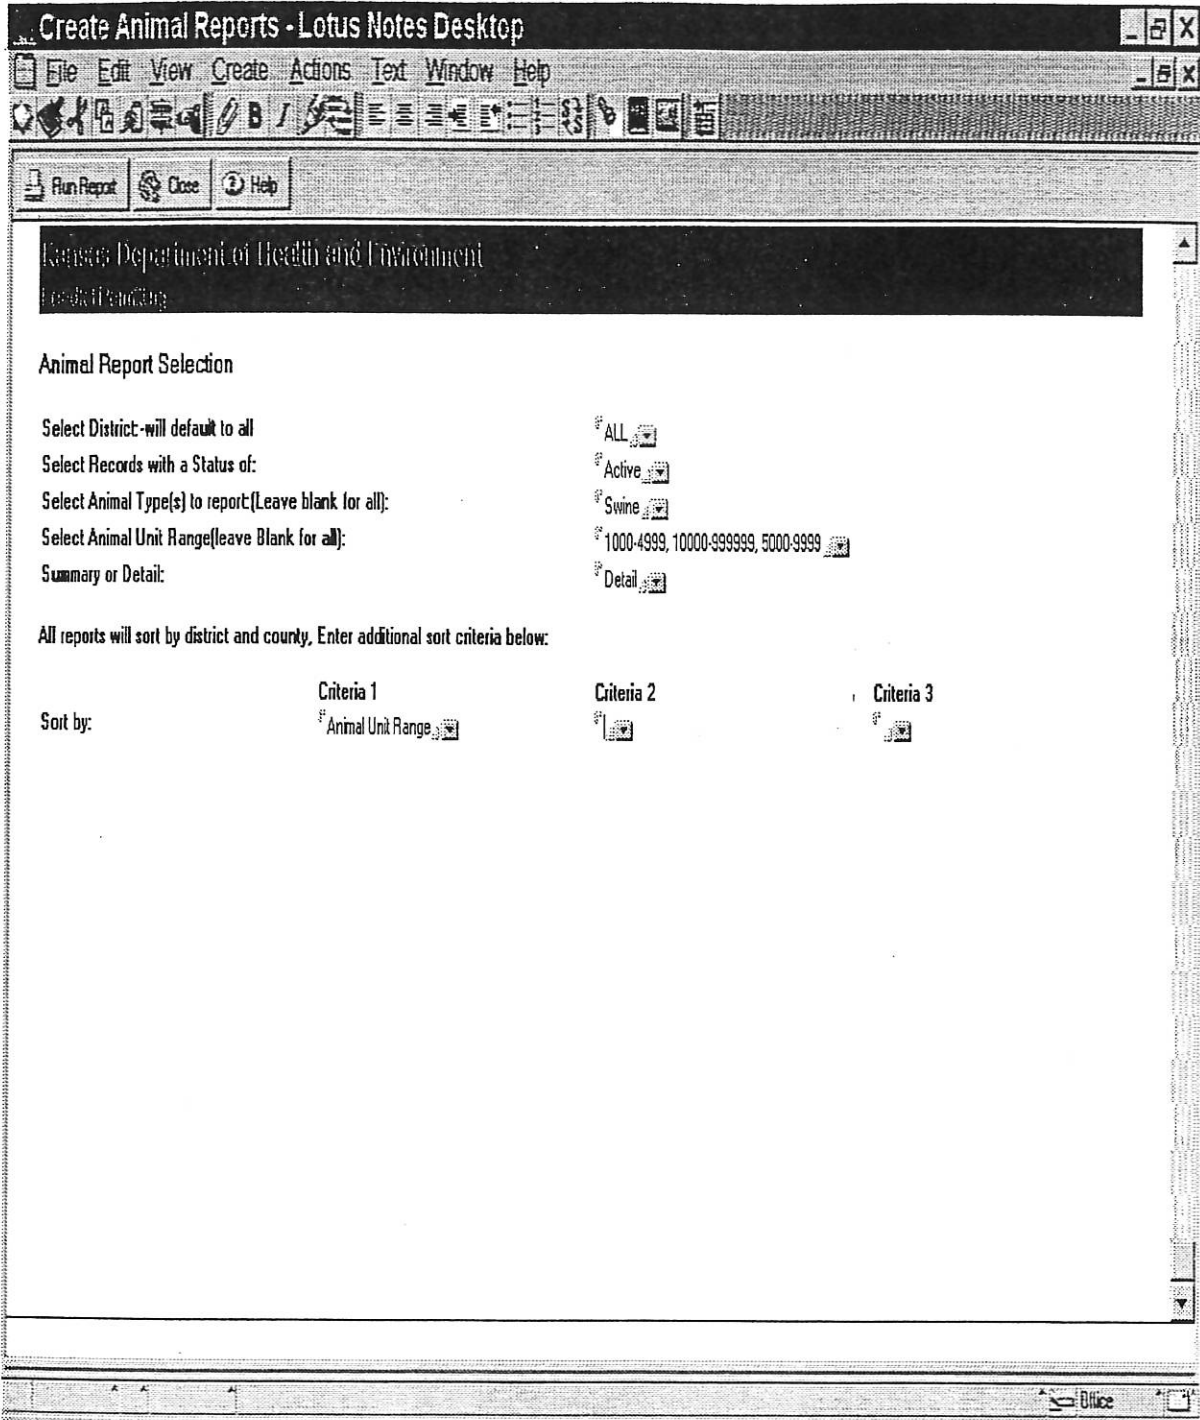 Create Animal Reports - Lotus Notes Desktop
File Edit View Create Actions Text Window Help
Run Report Close Help
Kansas Department of Health and Environment
Animal Report Selection
Select District-will default to all ALL
Select Records with a Status of: Active
Select Animal Type(s) to report:(Leave blank for all): Swine
Select Animal Unit Range(leave Blank for all): 1000-4999, 10000-999999, 5000-9999
Summary or Detail: Detail
All reports will sort by district and county, Enter additional sort criteria below:
Criteria 1 Criteria 2 Criteria 3
Sort by: Animal Unit Range
Office